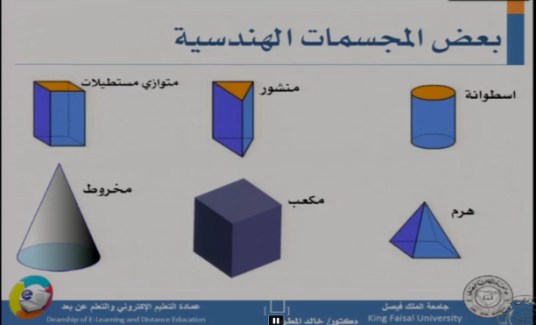 بعض المجسمات الهندسية
اسطوانة
منشور
متوازي مستطيلات
هرم
مكعب
مخروط
جامعة الملك فيصل
King Faisal University
دكتور/ خالد
عمادة التعليم الإلكتروني والتعلم عن بعد
Deanship of E-Learning and Distance Education